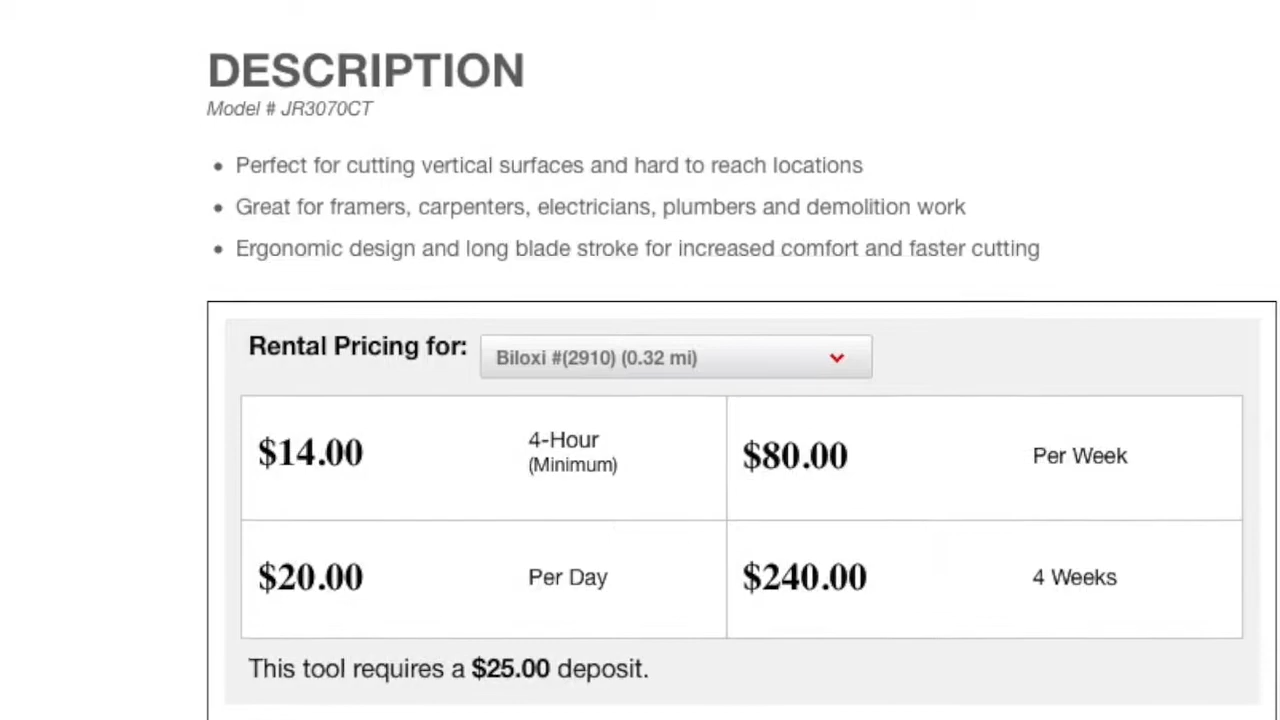 DESCRIPTION
Model # JR3070CT
• Perfect for cutting vertical surfaces and hard to reach locations
• Great for framers, carpenters, electricians, plumbers and demolition work
• Ergonomic design and long blade stroke for increased comfort and faster cutting
Rental Pricing for: Biloxi #(2910) (0.32 mi)
$14.00 4-Hour
(Minimum)
$80.00 Per Week
$20.00 Per Day
$240.00 4 Weeks
This tool requires a $25.00 deposit.